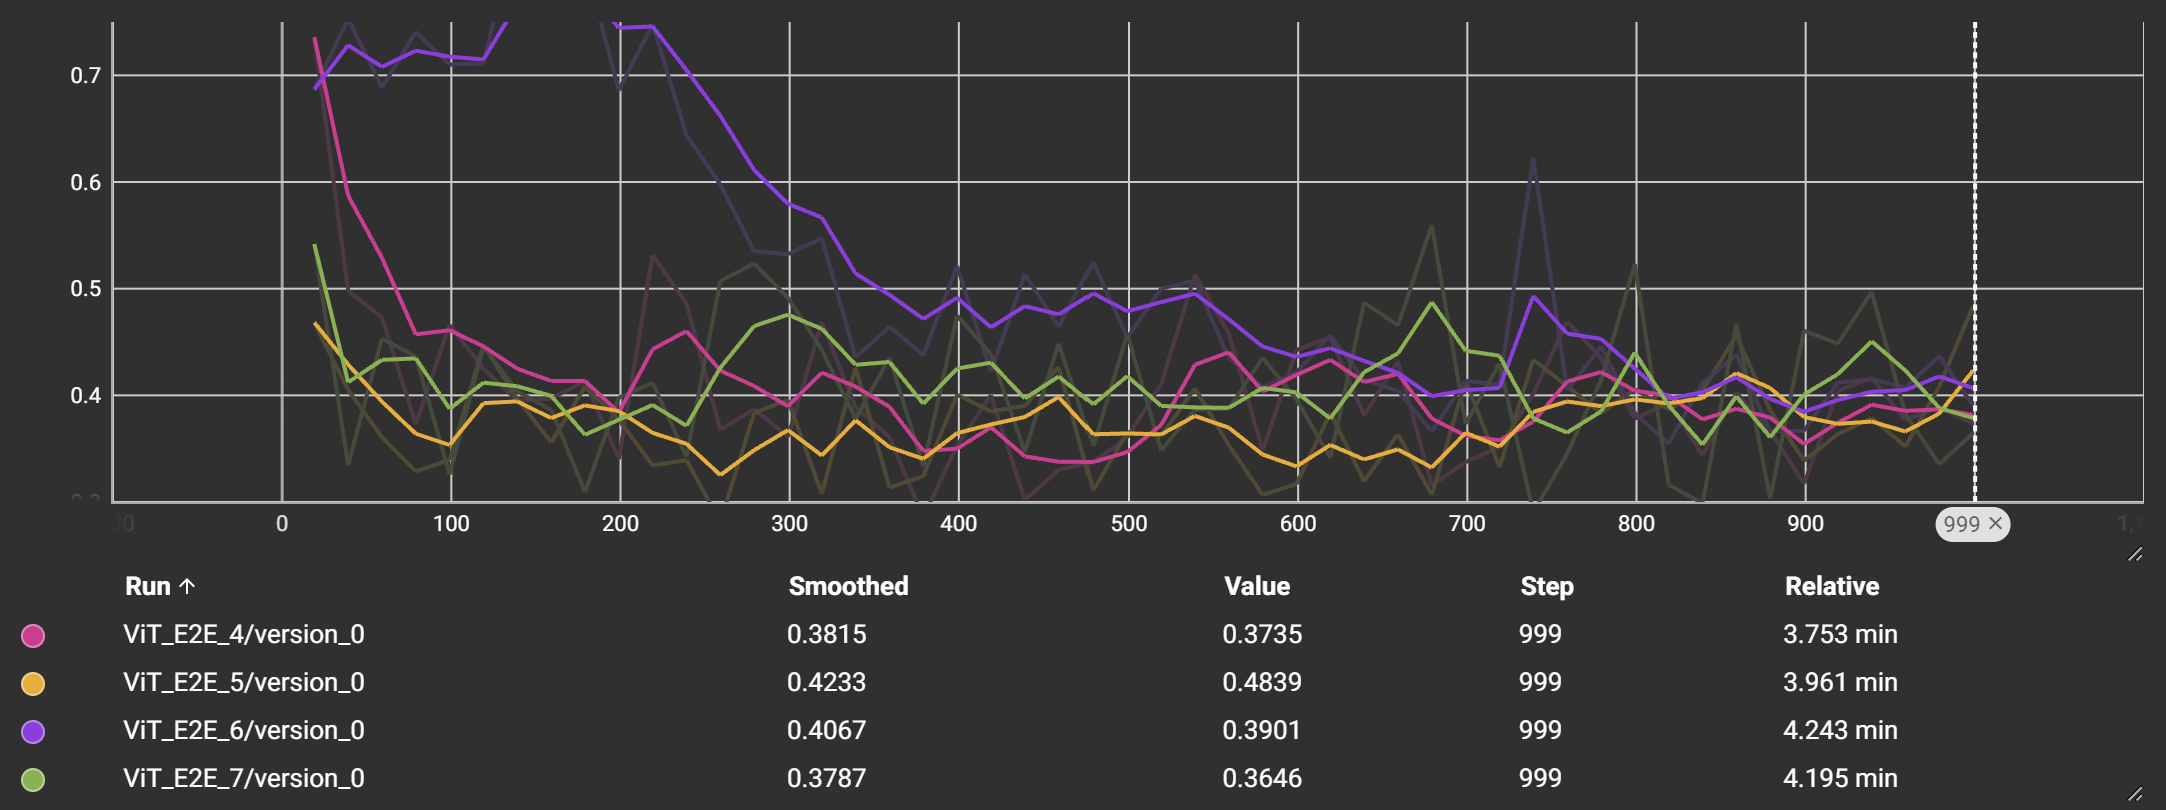 0.7
0.6
0.5
0.4
0 100 200 300 400 500 600 700 800 900 999 ×
Run ↑ Smoothed Value Step Relative
ViT_E2E_4/version_0 0.3815 0.3735 999 3.753 min
ViT_E2E_5/version_0 0.4233 0.4839 999 3.961 min
ViT_E2E_6/version_0 0.4067 0.3901 999 4.243 min
ViT_E2E_7/version_0 0.3787 0.3646 999 4.195 min